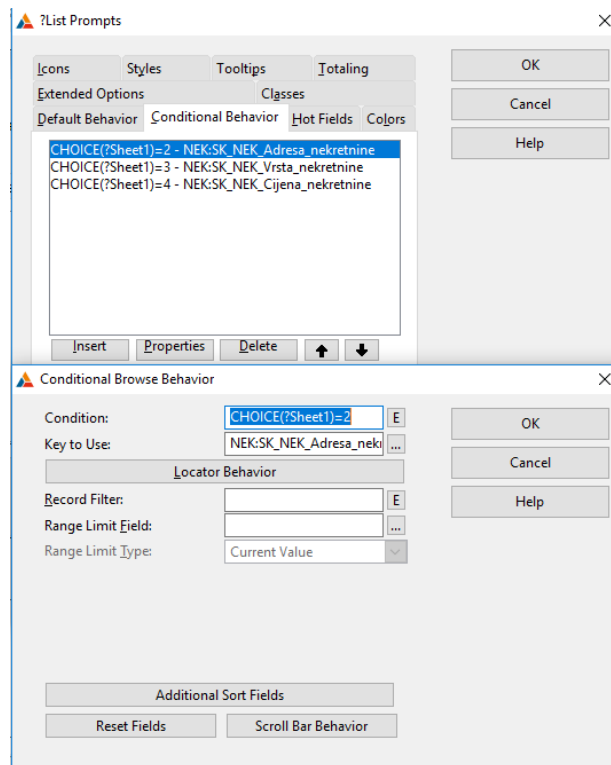 ?List Prompts
Icons Styles Tooltips Totaling
Extended Options Classes
Default Behavior Conditional Behavior Hot Fields Colors
CHOICE(?Sheet1)=2 - NEK:SK_NEK_Adresa_nekretnine
CHOICE(?Sheet1)=3 - NEK:SK_NEK_Vrsta_nekretnine
CHOICE(?Sheet1)=4 - NEK:SK_NEK_Cijena_nekretnine
Insert Properties Delete
OK
Cancel
Help
Conditional Browse Behavior
Condition: CHOICE(?Sheet1)=2 E
Key to Use: NEK:SK_NEK_Adresa_nekr ...
Locator Behavior
Record Filter: E
Range Limit Field: ...
Range Limit Type: Current Value
Additional Sort Fields
Reset Fields Scroll Bar Behavior
OK
Cancel
Help